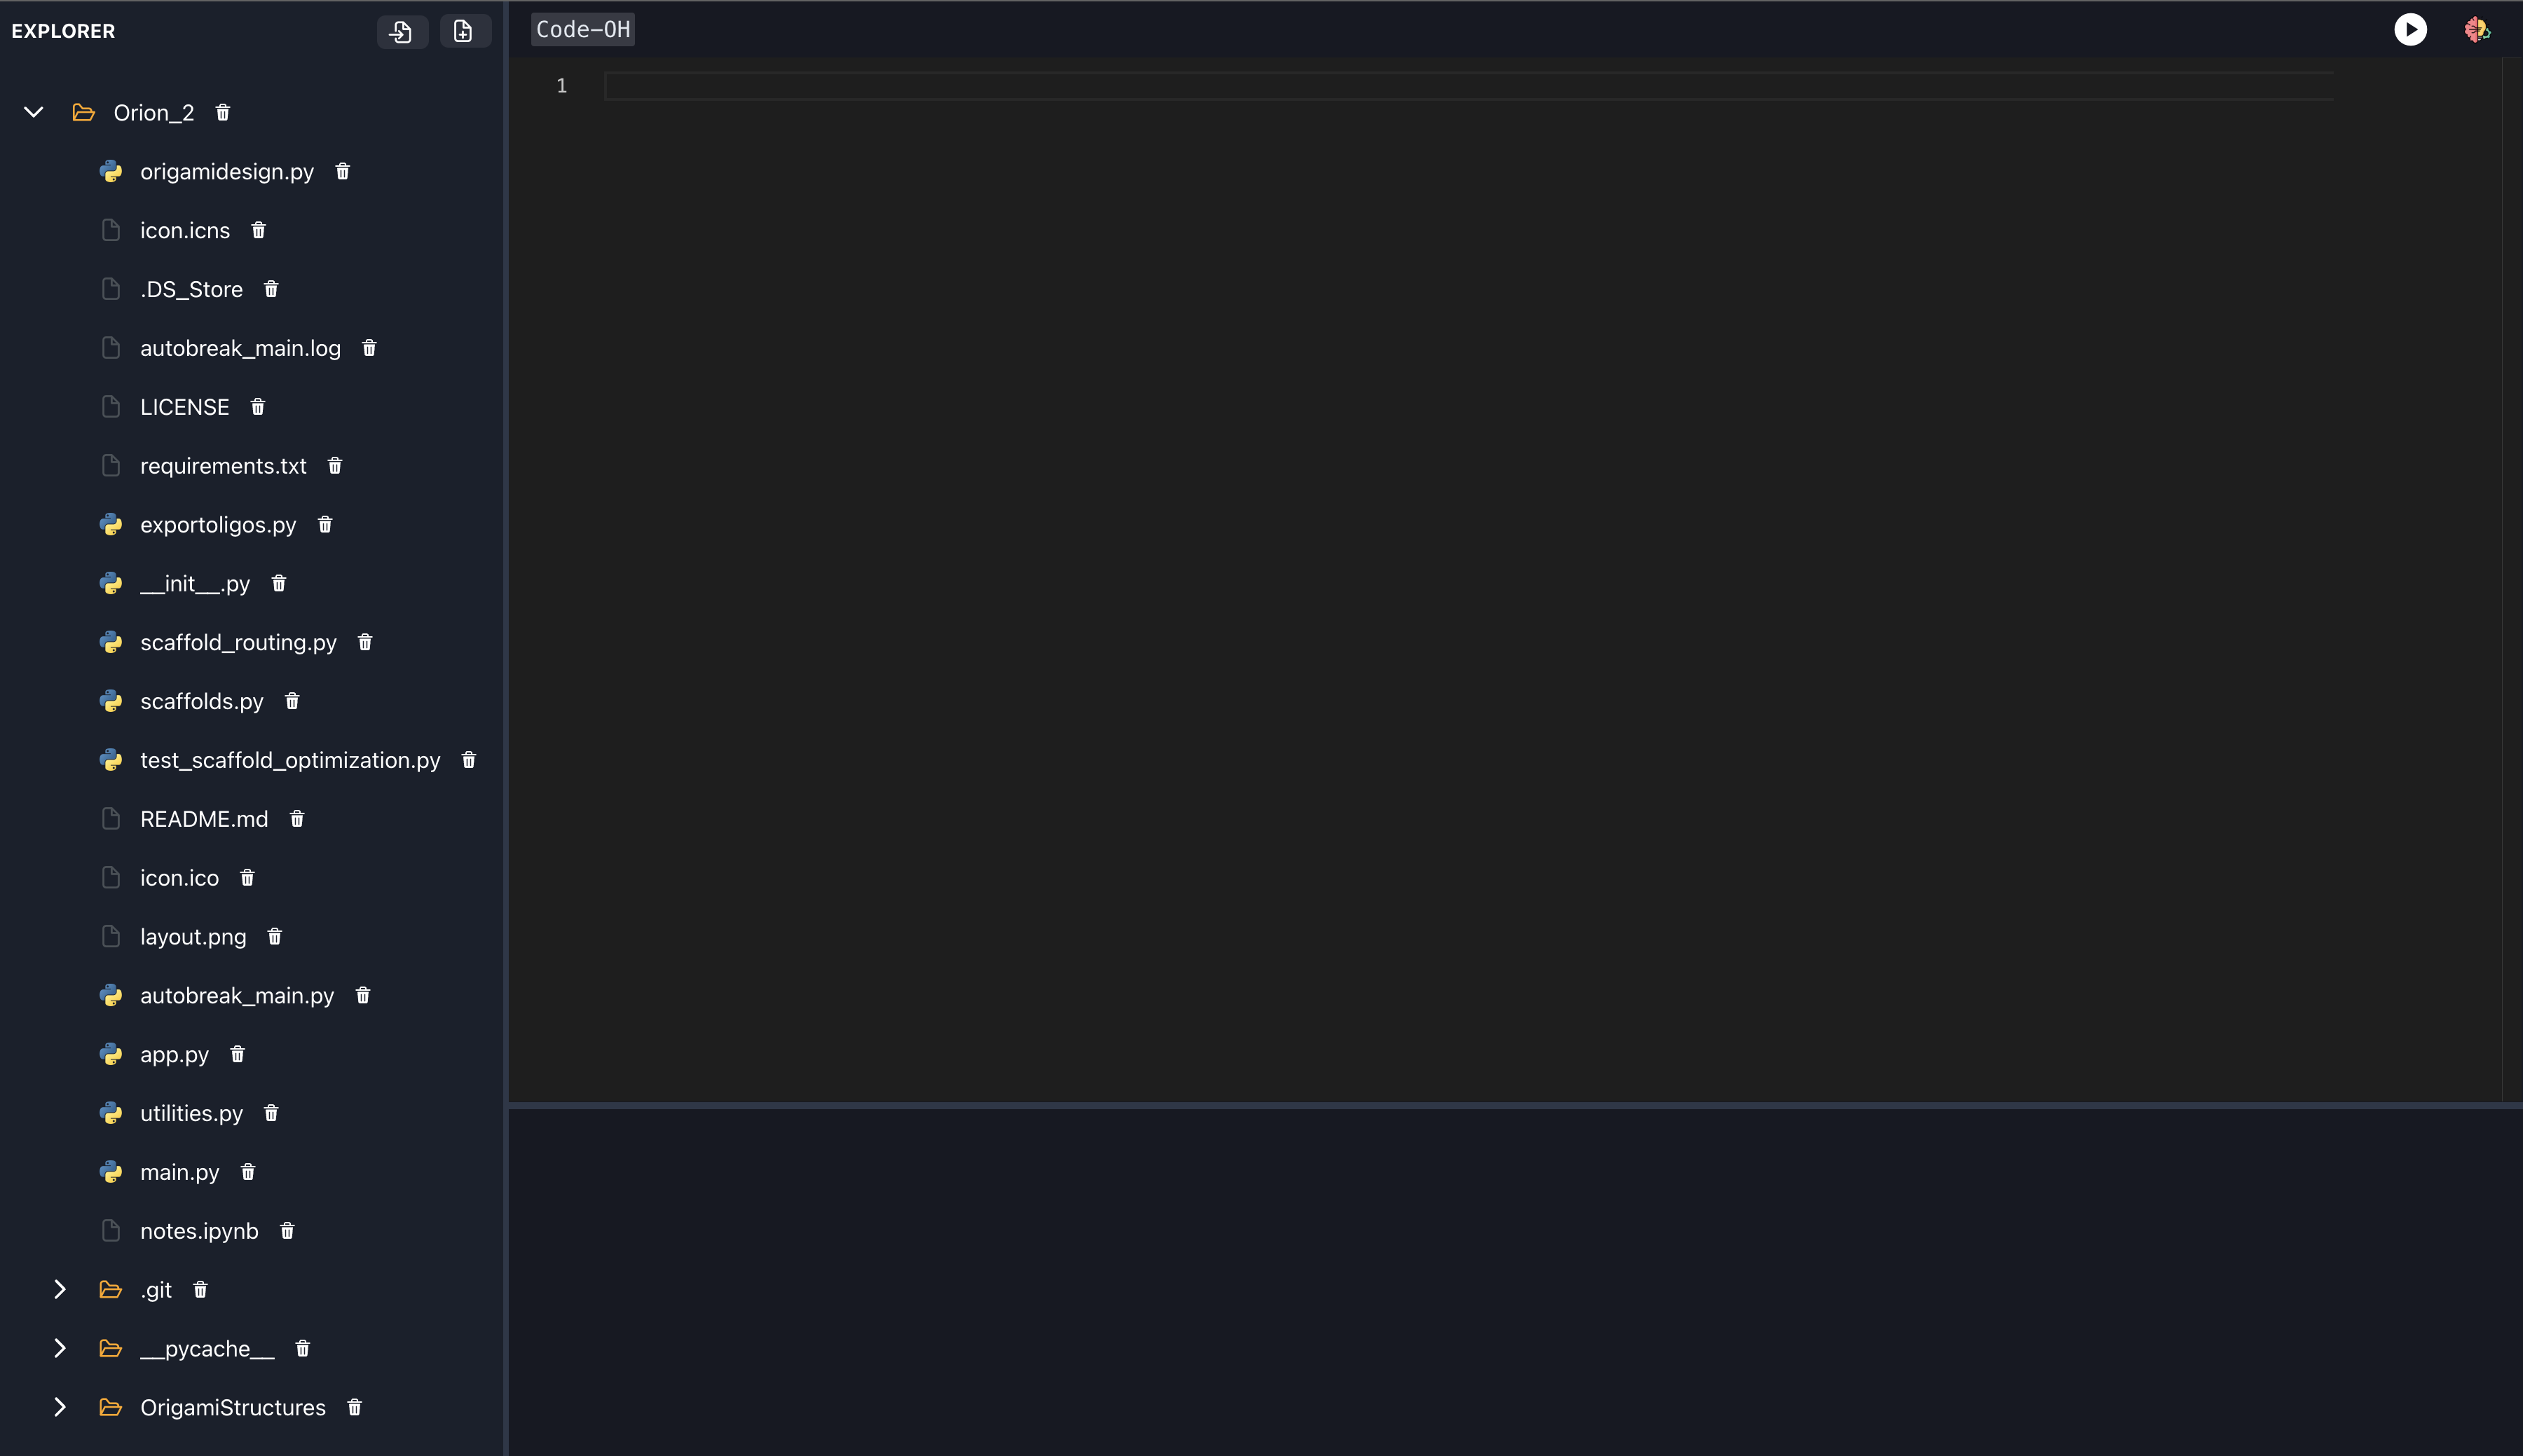 EXPLORER
Code-OH
1
Orion_2
origamidesign.py
icon.icns
.DS_Store
autobreak_main.log
LICENSE
requirements.txt
exportoligos.py
__init__.py
scaffold_routing.py
scaffolds.py
test_scaffold_optimization.py
README.md
icon.ico
layout.png
autobreak_main.py
app.py
utilities.py
main.py
notes.ipynb
.git
__pycache__
OrigamiStructures